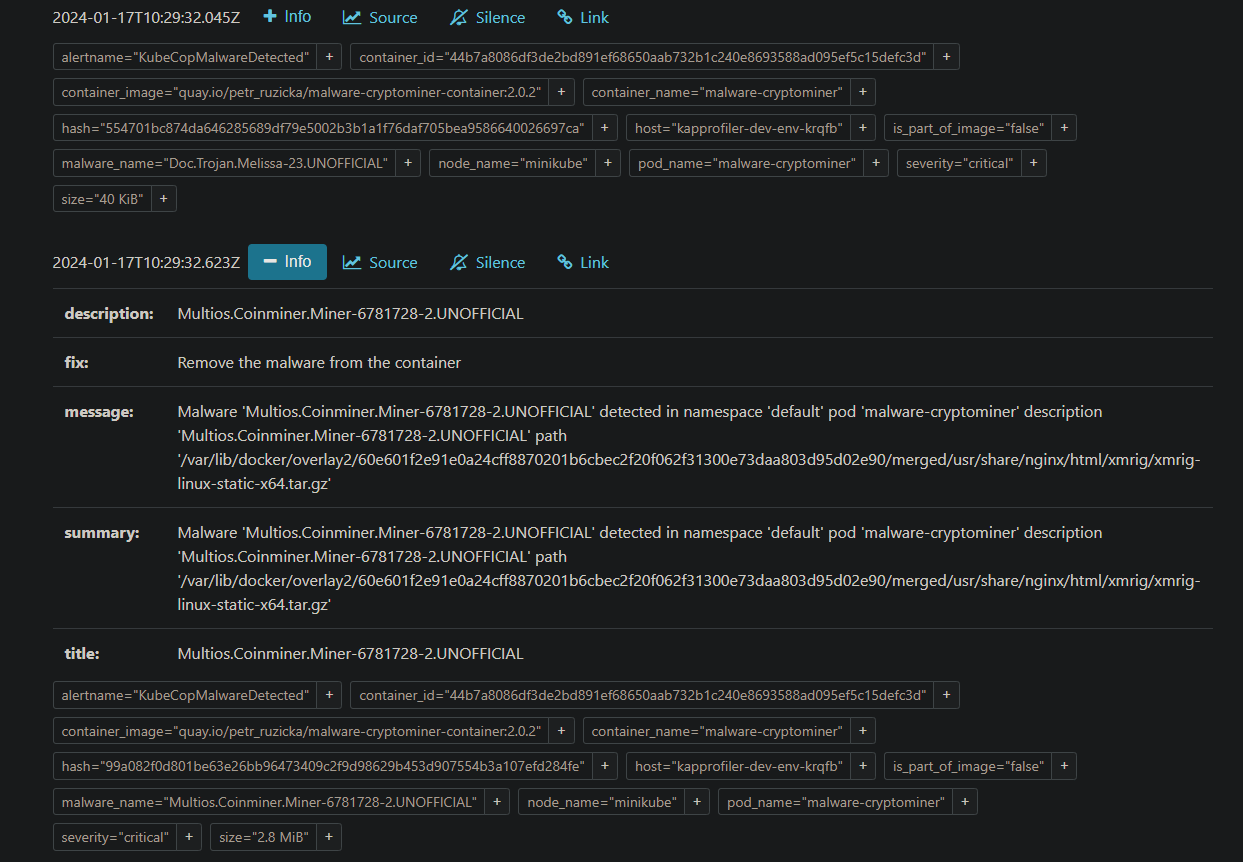 2024-01-17T10:29:32.045Z + Info Source Silence Link
alertname="KubeCopMalwareDetected" + container_id="44b7a8086df3de2bd891ef68650aab732b1c240e8693588ad095ef5c15defc3d" +
container_image="quay.io/petr_ruzicka/malware-cryptominer-container:2.0.2" + container_name="malware-cryptominer" +
hash="554701bc874da646285689df79e5002b3b1a1f76daf705bea9586640026697ca" + host="kapprofiler-dev-env-krqfb" + is_part_of_image="false" +
malware_name="Doc.Trojan.Melissa-23.UNOFFICIAL" + node_name="minikube" + pod_name="malware-cryptominer" + severity="critical" +
size="40 KiB" +
2024-01-17T10:29:32.623Z − Info Source Silence Link
description: Multios.Coinminer.Miner-6781728-2.UNOFFICIAL
fix: Remove the malware from the container
message: Malware 'Multios.Coinminer.Miner-6781728-2.UNOFFICIAL' detected in namespace 'default' pod 'malware-cryptominer' description
'Multios.Coinminer.Miner-6781728-2.UNOFFICIAL' path
'/var/lib/docker/overlay2/60e601f2e91e0a24cff8870201b6cbec2f20f062f31300e73daa803d95d02e90/merged/usr/share/nginx/html/xmrig/xmrig-
linux-static-x64.tar.gz'
summary: Malware 'Multios.Coinminer.Miner-6781728-2.UNOFFICIAL' detected in namespace 'default' pod 'malware-cryptominer' description
'Multios.Coinminer.Miner-6781728-2.UNOFFICIAL' path
'/var/lib/docker/overlay2/60e601f2e91e0a24cff8870201b6cbec2f20f062f31300e73daa803d95d02e90/merged/usr/share/nginx/html/xmrig/xmrig-
linux-static-x64.tar.gz'
title: Multios.Coinminer.Miner-6781728-2.UNOFFICIAL
alertname="KubeCopMalwareDetected" + container_id="44b7a8086df3de2bd891ef68650aab732b1c240e8693588ad095ef5c15defc3d" +
container_image="quay.io/petr_ruzicka/malware-cryptominer-container:2.0.2" + container_name="malware-cryptominer" +
hash="99a082f0d801be63e26bb96473409c2f9d98629b453d907554b3a107efd284fe" + host="kapprofiler-dev-env-krqfb" + is_part_of_image="false" +
malware_name="Multios.Coinminer.Miner-6781728-2.UNOFFICIAL" + node_name="minikube" + pod_name="malware-cryptominer" +
severity="critical" + size="2.8 MiB" +